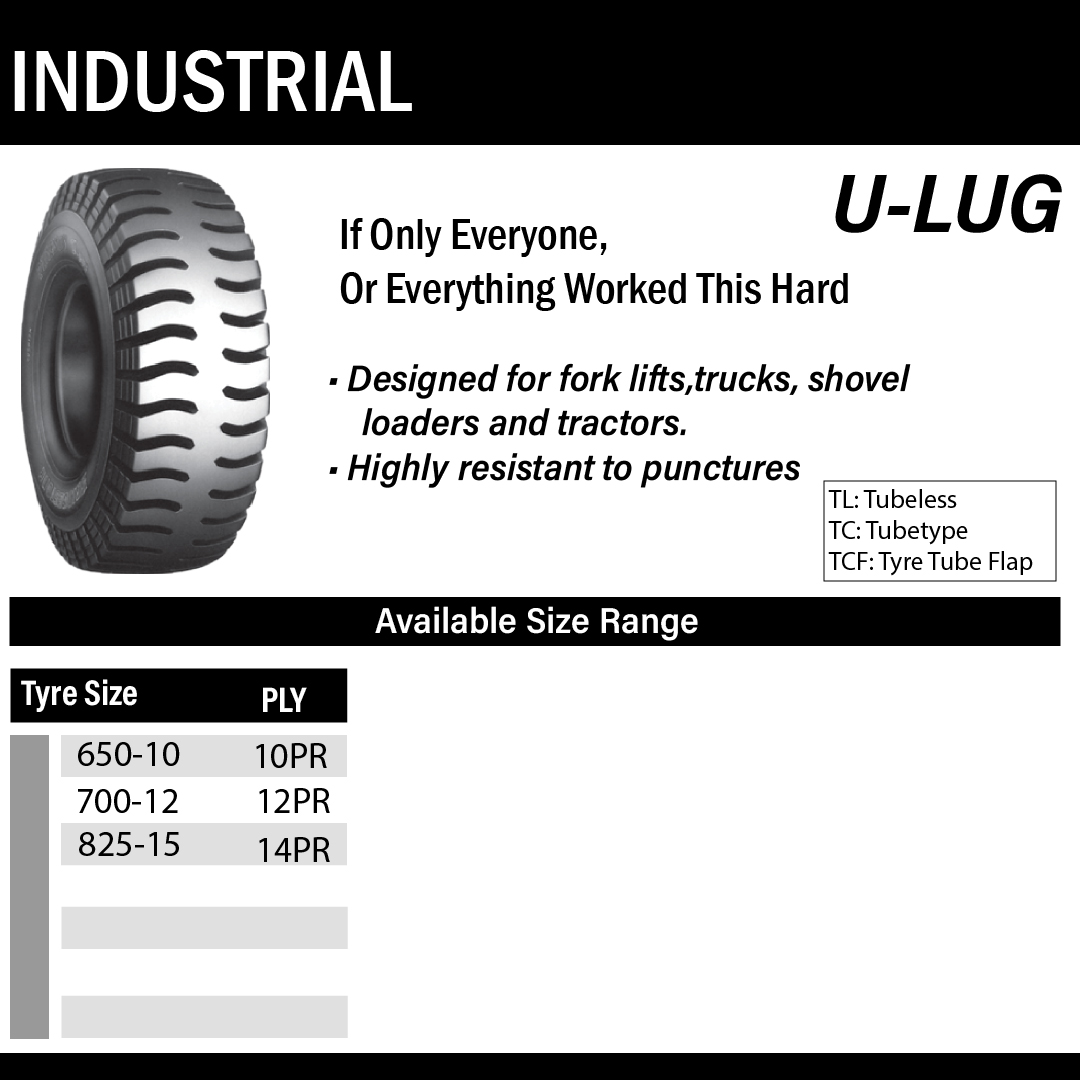 INDUSTRIAL
U-LUG
If Only Everyone,
Or Everything Worked This Hard
· Designed for fork lifts,trucks, shovel
loaders and tractors.
· Highly resistant to punctures
TL: Tubeless
TC: Tubetype
TCF: Tyre Tube Flap
Available Size Range
Tyre Size PLY
650-10 10PR
700-12 12PR
825-15 14PR